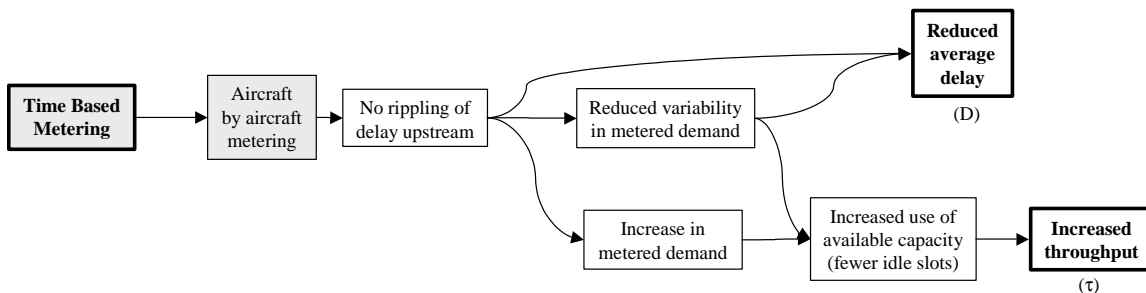 Time Based
Metering
Aircraft
by aircraft
metering
No rippling of
delay upstream
Reduced variability
in metered demand
Reduced
average
delay
(D)
Increase in
metered demand
Increased use of
available capacity
(fewer idle slots)
Increased
throughput
(τ)